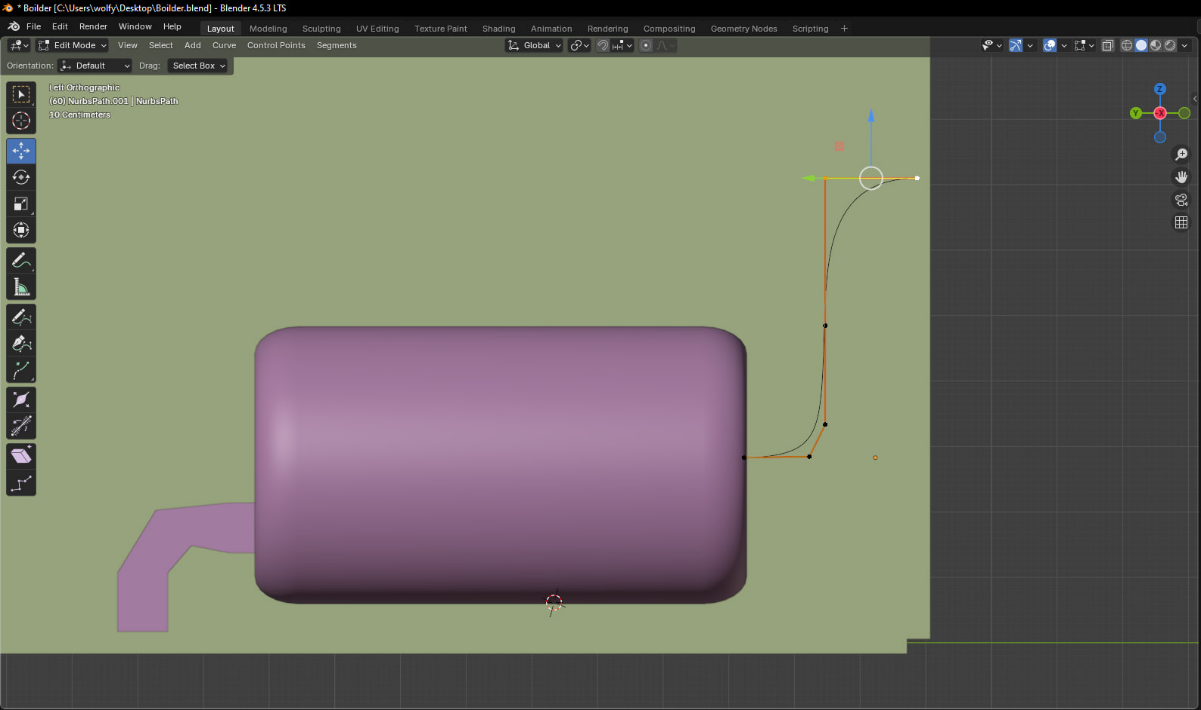 * Boilder [C:\Users\wolfy\Desktop\Boilder.blend] - Blender 4.5.3 LTS
File Edit Render Window Help Layout Modeling Sculpting UV Editing Texture Paint Shading Animation Rendering Compositing Geometry Nodes Scripting +
Edit Mode View Select Add Curve Control Points Segments Global
Orientation: Default Drag: Select Box
Left Orthographic
(60) NurbsPath.001 | NurbsPath
10 Centimeters
Z
Y
X